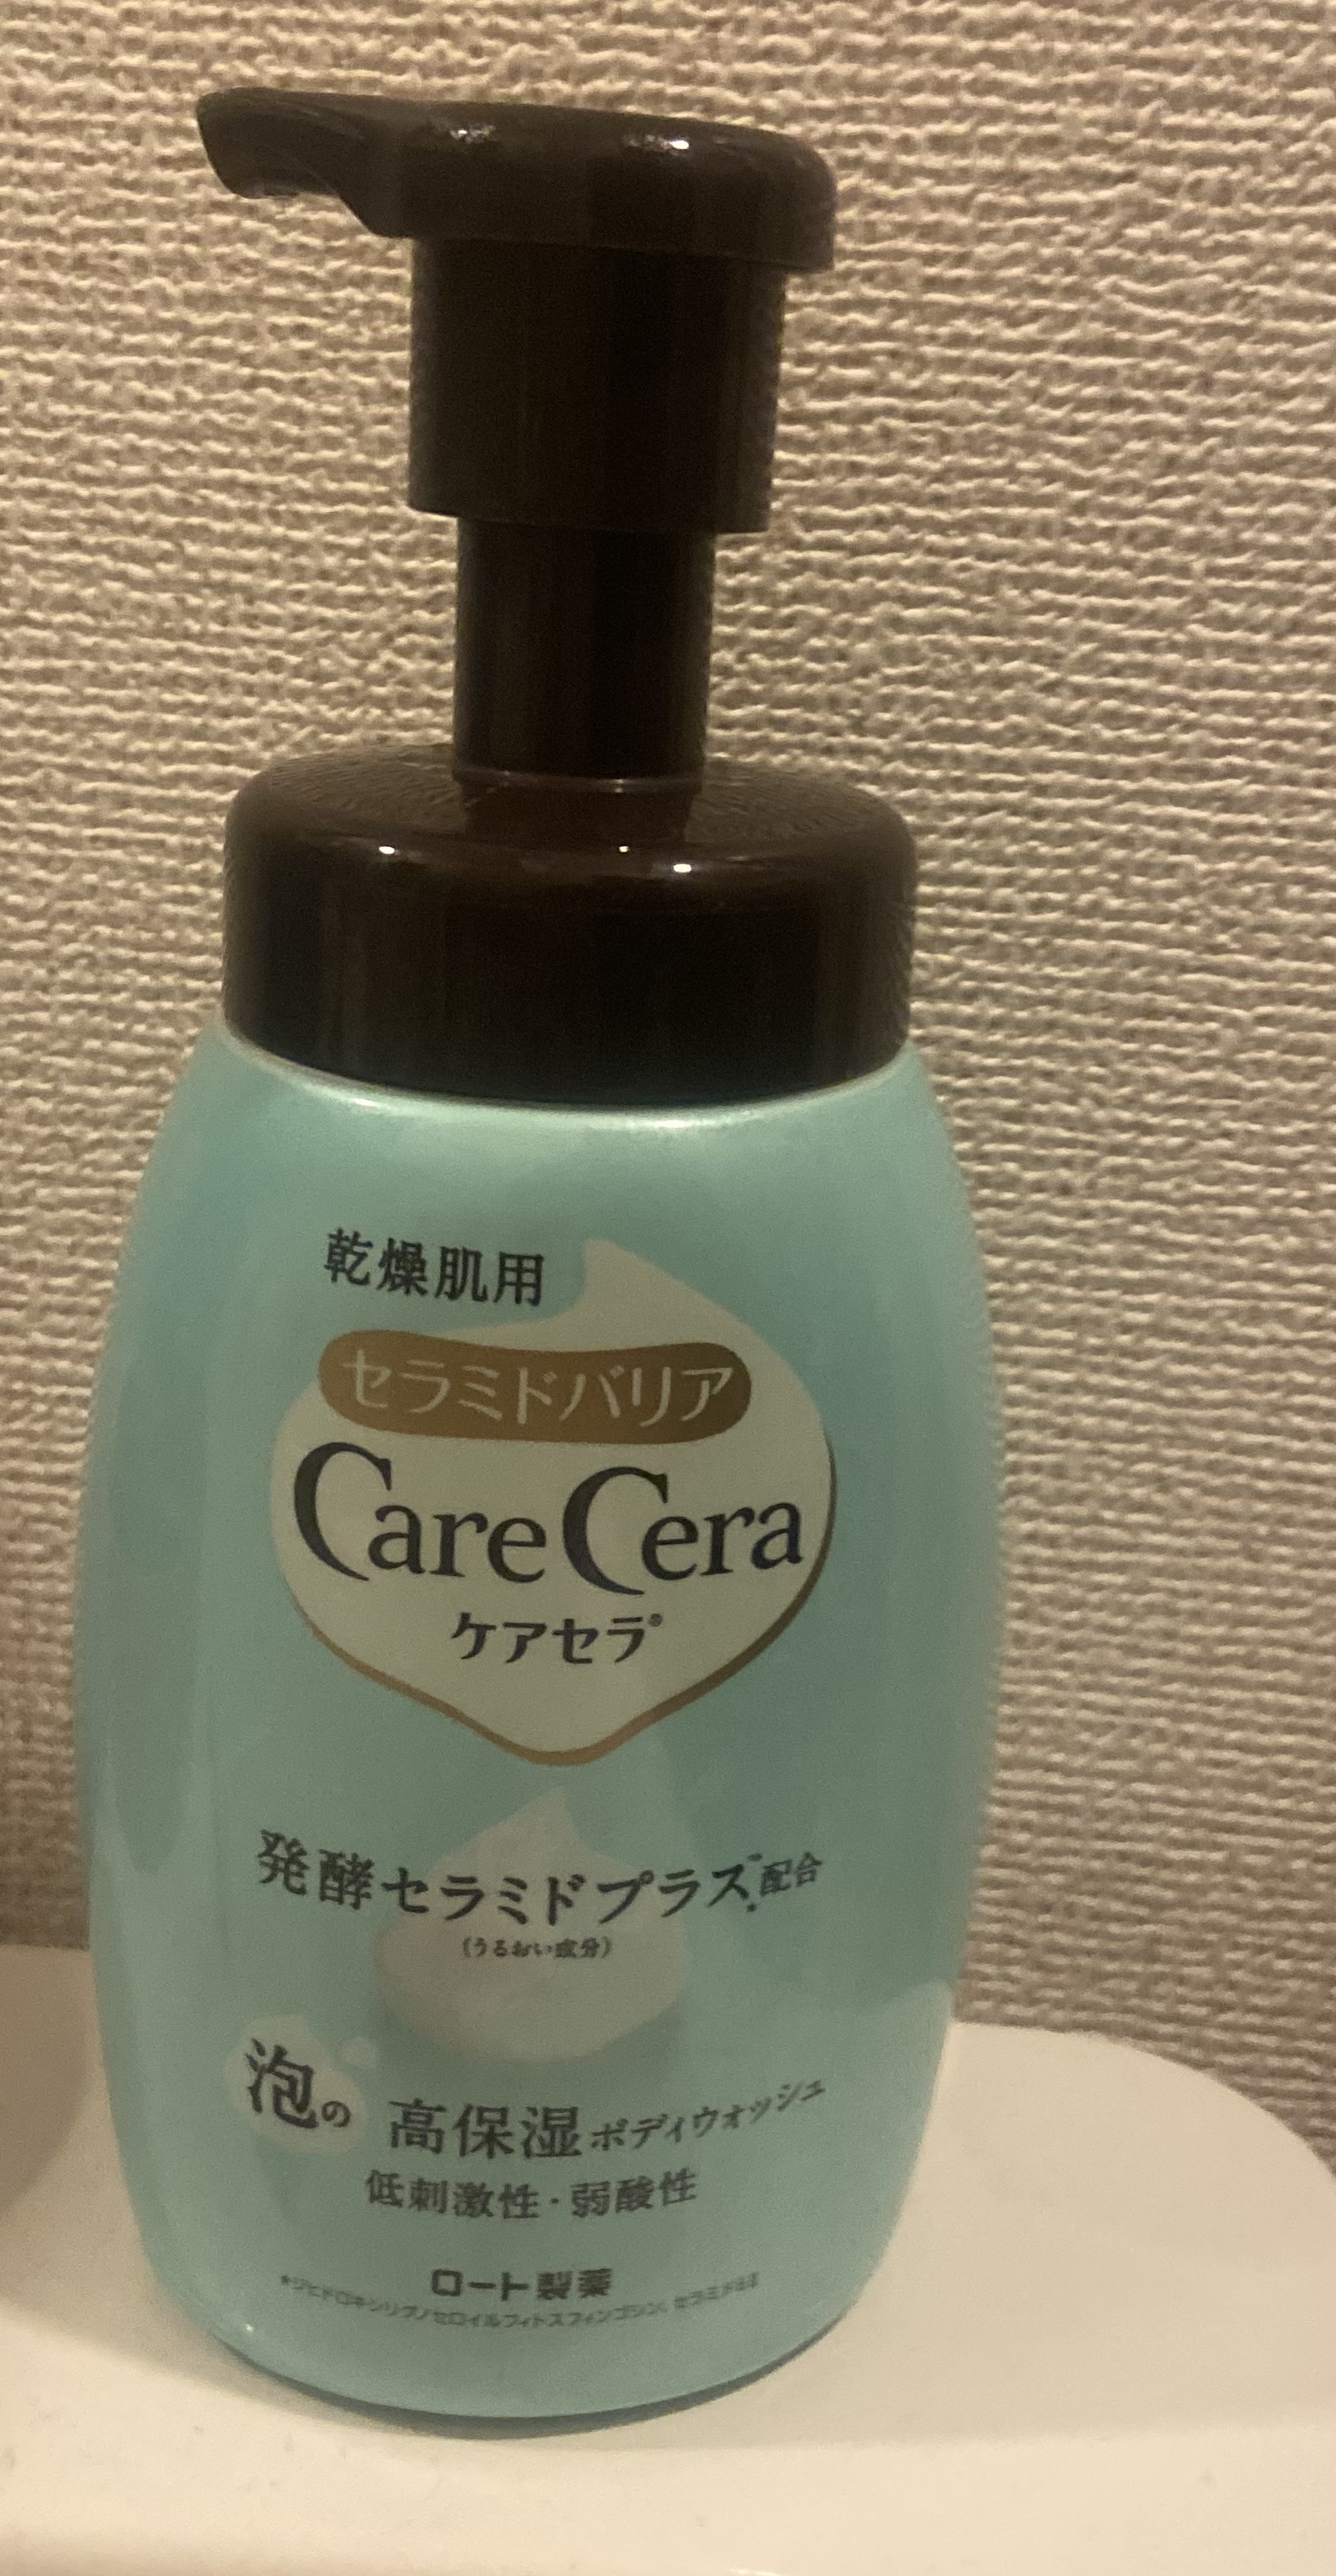 乾燥肌用
セラミドバリア
CareCera
ケアセラ®
発酵セラミドプラス*配合
(うるおい成分)
泡の 高保湿ボディウォッシュ
低刺激性・弱酸性
ロート製薬